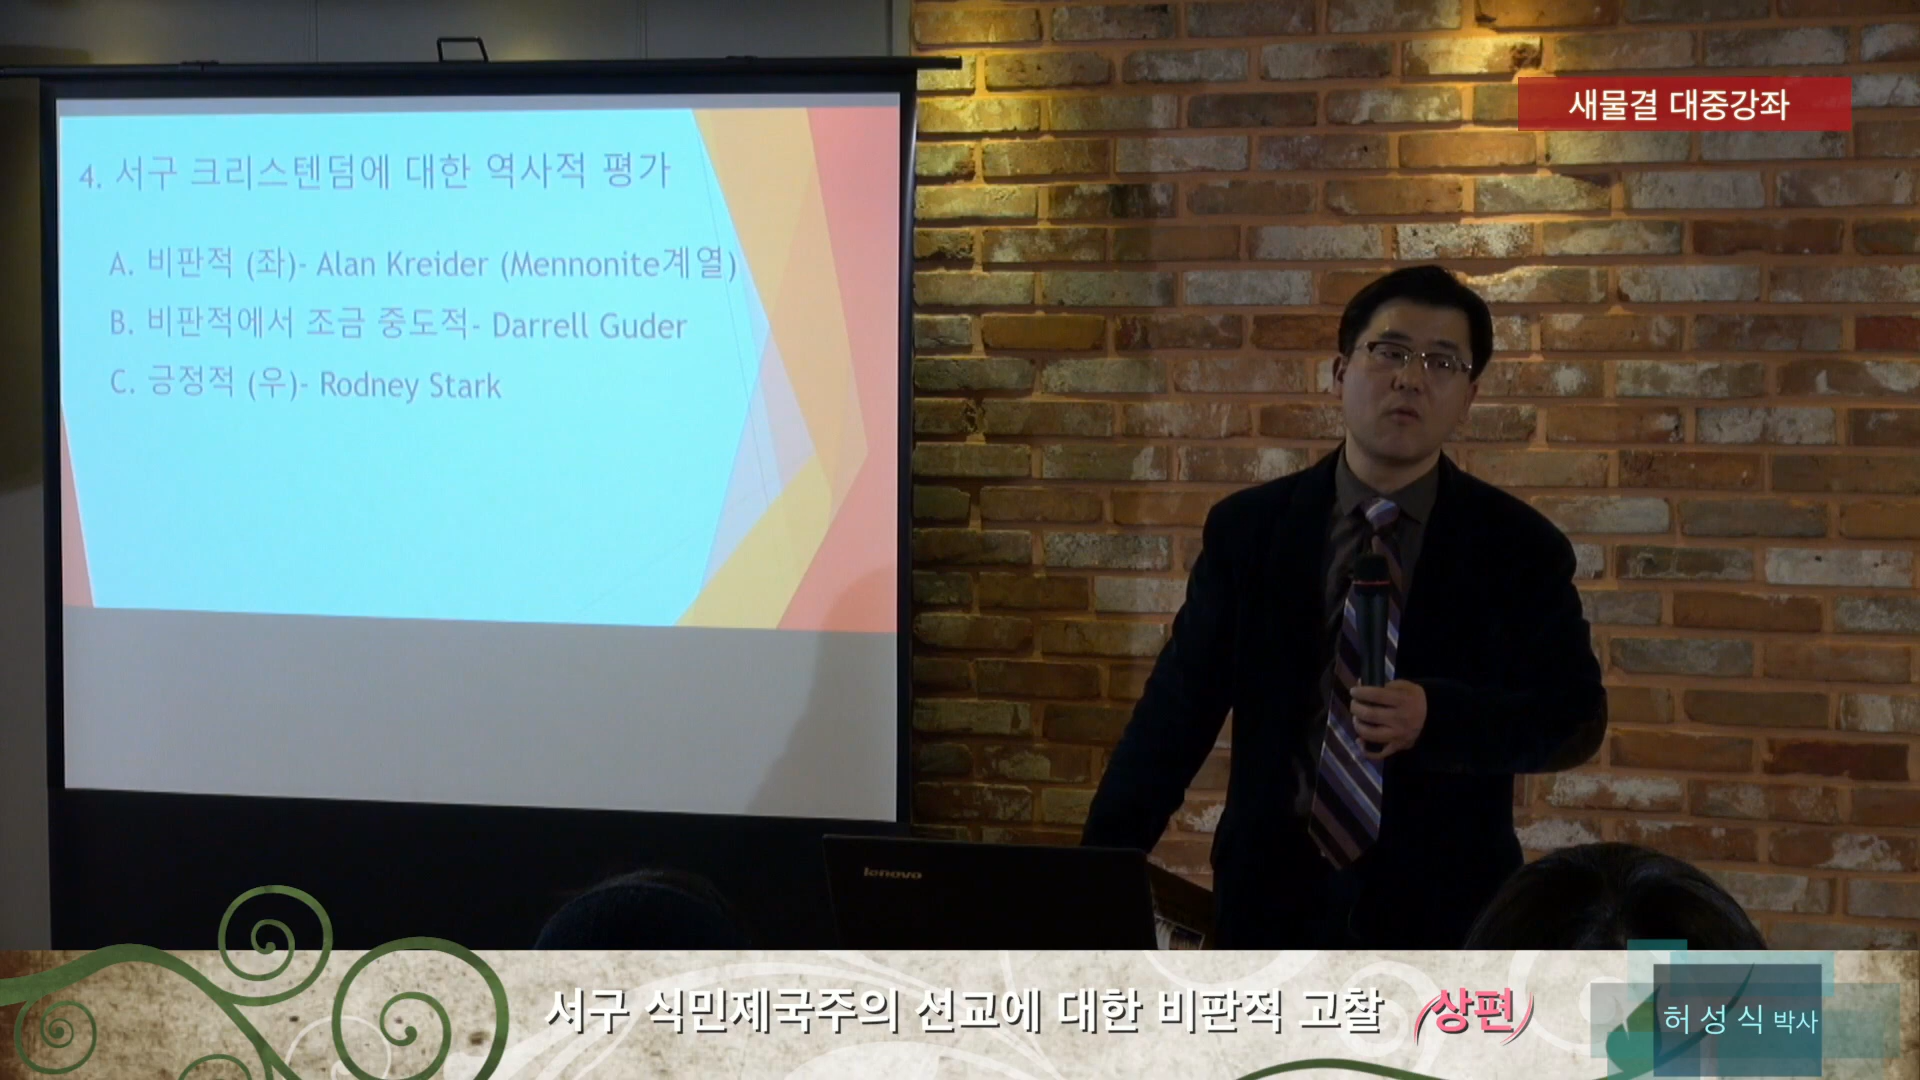 새물결 대중강좌
4. 서구 크리스텐덤에 대한 역사적 평가
A. 비판적 (좌)- Alan Kreider (Mennonite계열)
B. 비판적에서 조금 중도적- Darrell Guder
C. 긍정적 (우)- Rodney Stark
lenovo
서구 식민제국주의 선교에 대한 비판적 고찰 (상편)
허성식 박사